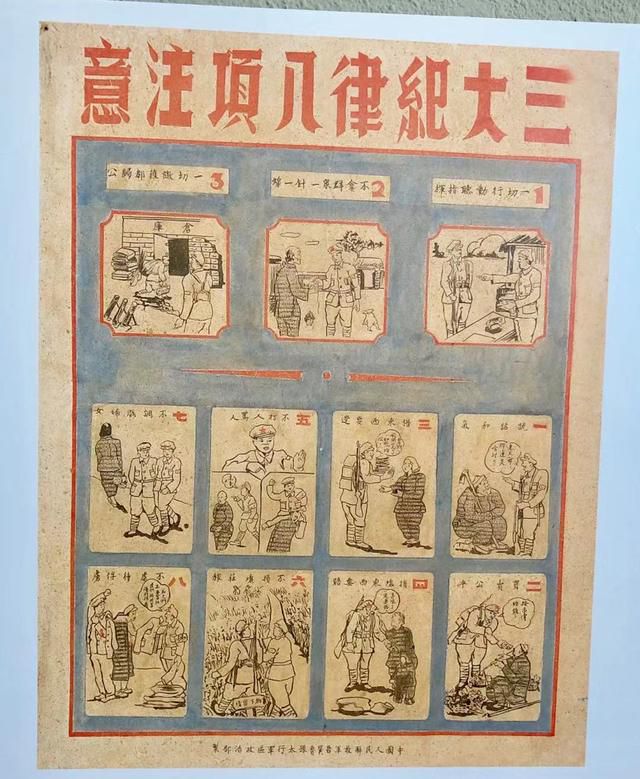 三大紀律八項注意
1 一切行動聽指揮
2 不拿群衆一針一線
3 一切繳獲都歸公
倉庫
一 說話和氣
二 買賣公平
三 借東西要還
四 損壞東西要賠
五 不打人罵人
六 不損壞莊稼
七 不調戲婦女
八 不虐待俘虜
中國人民解放軍晉冀魯豫太行軍區政治部製